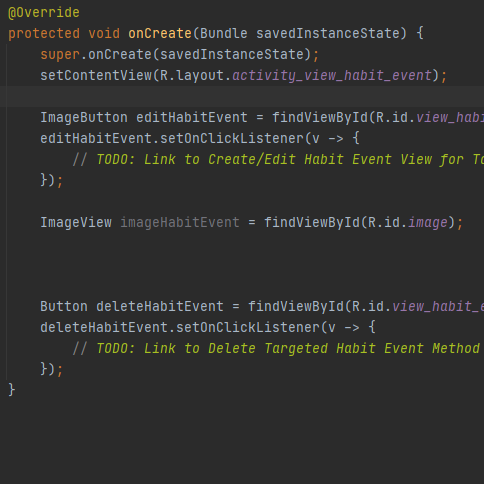 @Override
protected void onCreate(Bundle savedInstanceState) {
super.onCreate(savedInstanceState);
setContentView(R.layout.activity_view_habit_event);
ImageButton editHabitEvent = findViewById(R.id.view_habi
editHabitEvent.setOnClickListener(v -> {
// TODO: Link to Create/Edit Habit Event View for Ta
});
ImageView imageHabitEvent = findViewById(R.id.image);
Button deleteHabitEvent = findViewById(R.id.view_habit_e
deleteHabitEvent.setOnClickListener(v -> {
// TODO: Link to Delete Targeted Habit Event Method
});
}